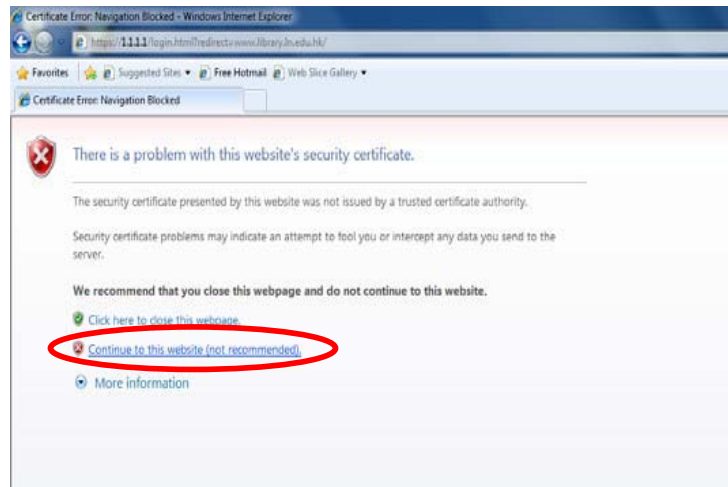 Certificate Error: Navigation Blocked - Windows Internet Explorer
https://1.1.1.1/login.html?redirect=www.library.ln.edu.hk/
Favorites Suggested Sites Free Hotmail Web Slice Gallery
Certificate Error: Navigation Blocked
There is a problem with this website's security certificate.
The security certificate presented by this website was not issued by a trusted certificate authority.
Security certificate problems may indicate an attempt to fool you or intercept any data you send to the
server.
We recommend that you close this webpage and do not continue to this website.
Click here to close this webpage.
Continue to this website (not recommended).
More information